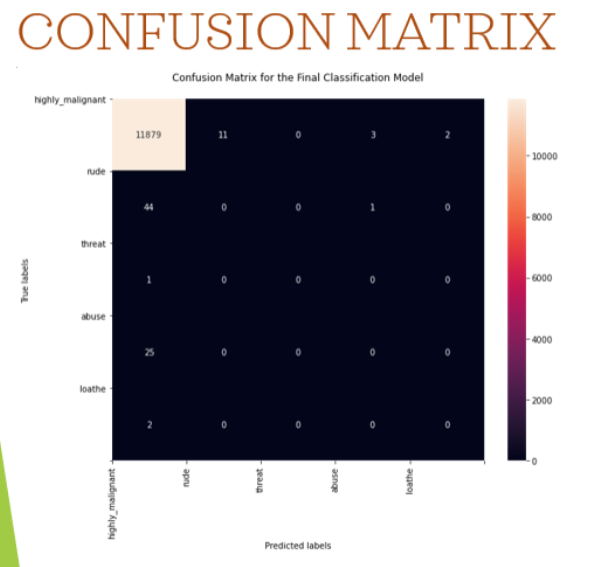 CONFUSION MATRIX
Confusion Matrix for the Final Classification Model
highly_malignant
11879 11 0 3 2
10000
rude
44 0 0 1 0
8000
threat
1 0 0 0 0
6000
True labels
abuse
25 0 0 0 0
4000
loathe
2 0 0 0 0
2000
0
highly_malignant rude threat abuse loathe
Predicted labels